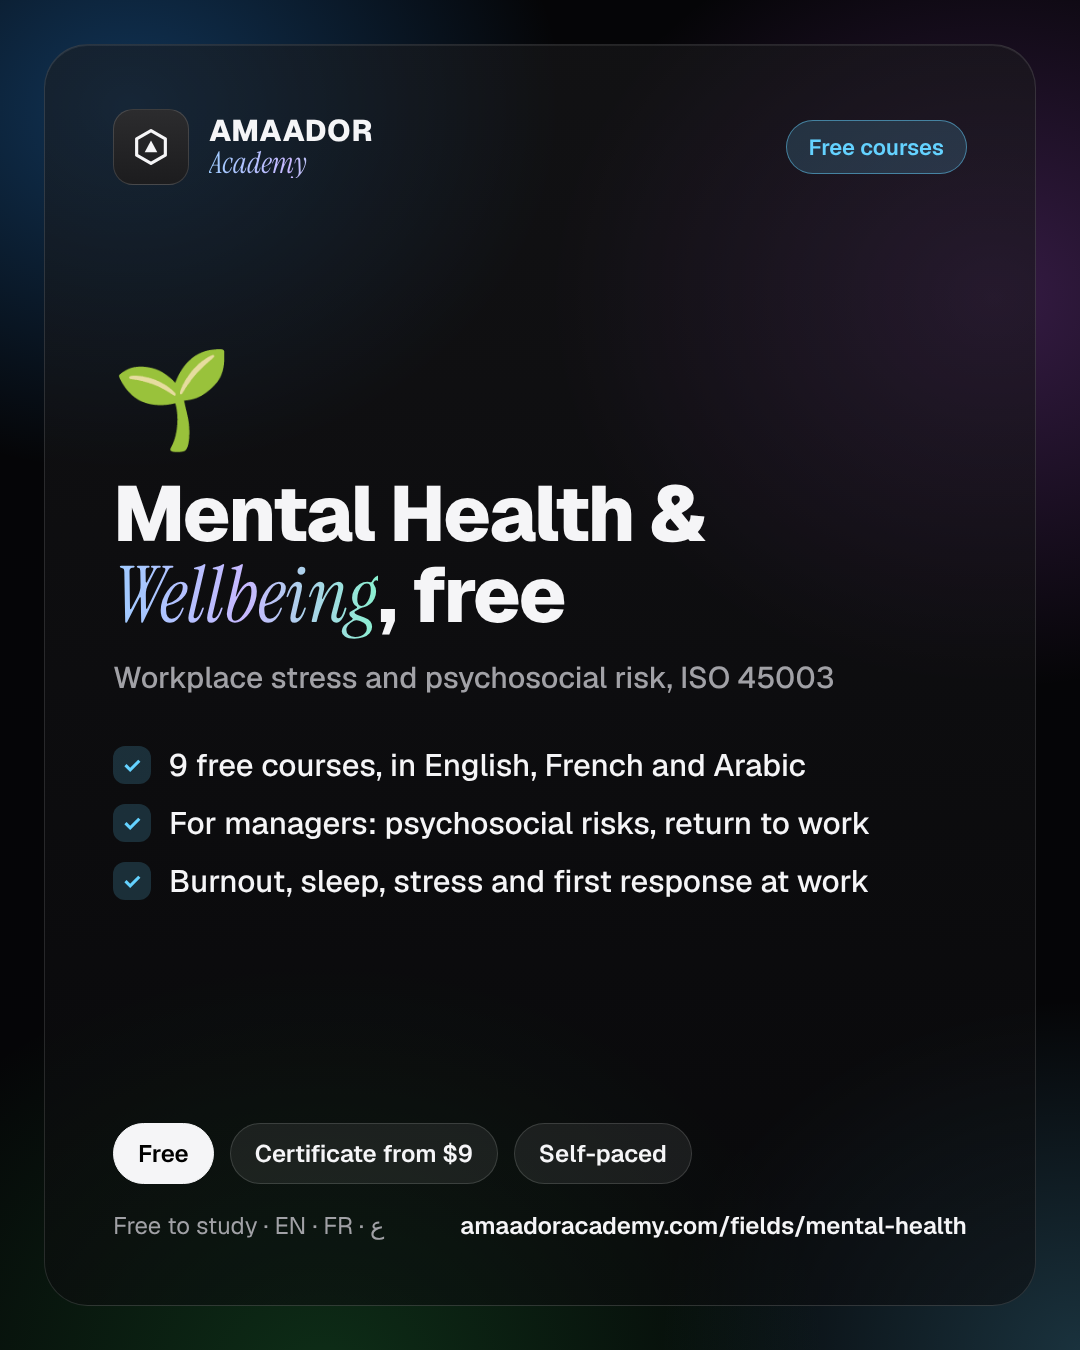 AMAADOR
Academy
Free courses
Mental Health &
Wellbeing, free
Workplace stress and psychosocial risk, ISO 45003
9 free courses, in English, French and Arabic
For managers: psychosocial risks, return to work
Burnout, sleep, stress and first response at work
Free
Certificate from $9
Self-paced
Free to study · EN · FR · ع
amaadoracademy.com/fields/mental-health